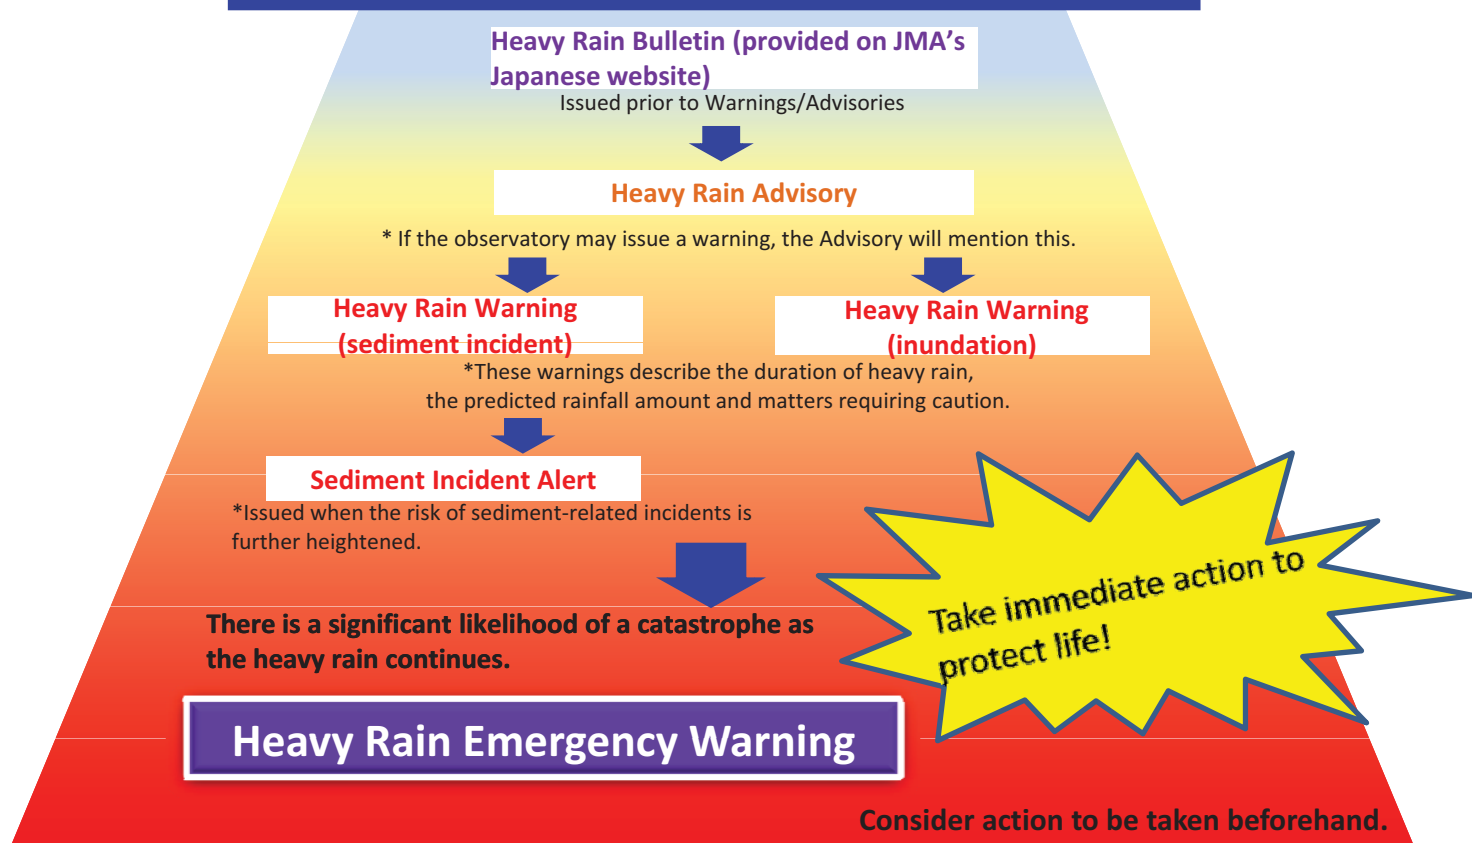 Heavy Rain Bulletin (provided on JMA’s
Japanese website)
Issued prior to Warnings/Advisories
Heavy Rain Advisory
* If the observatory may issue a warning, the Advisory will mention this.
Heavy Rain Warning
(sediment incident)
Heavy Rain Warning
(inundation)
*These warnings describe the duration of heavy rain,
the predicted rainfall amount and matters requiring caution.
Sediment Incident Alert
*Issued when the risk of sediment-related incidents is
further heightened.
Take immediate action to
protect life!
There is a significant likelihood of a catastrophe as
the heavy rain continues.
Heavy Rain Emergency Warning
Consider action to be taken beforehand.